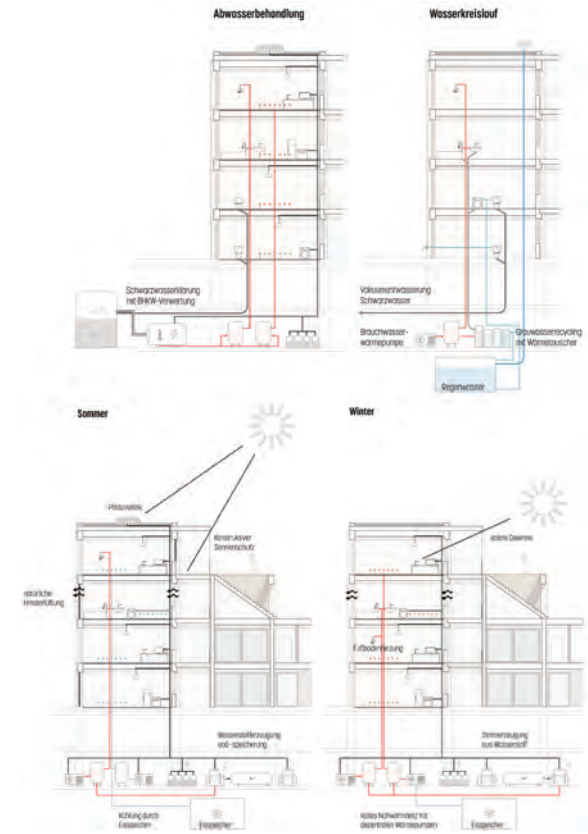 Abwasserbehandlung
Wasserkreislauf
Schwarzwasserklärung
mit BHKW-Verwertung
Vakuumentwässerung
Schwarzwasser
Brauchwasser-
wärmepumpe
Grauwasserrecycling
mit Wärmetauscher
Regenwasser
Sommer
Photovoltaik
Konstruktiver
Sonnenschutz
natürliche
Fensterlüftung
Wasserstofferzeugung
und -speicherung
Kühlung durch
Eisspeicher
Eisspeicher
Winter
solare Gewinne
Fußbodenheizung
Stromerzeugung
aus Wasserstoff
kaltes Nahwärmenetz mit
dezentralen Wärmepumpen
Eisspeicher